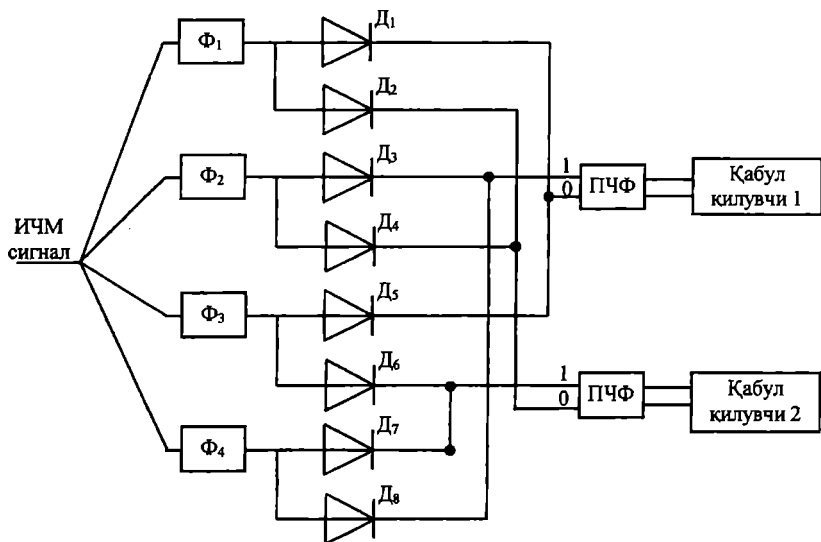 Ф₁
Д₁
Д₂
Ф₂
Д₃
Д₄
ИЧМ
сигнал
Ф₃
Д₅
Д₆
Ф₄
Д₇
Д₈
1
0
ПЧФ
Қабул
қилувчи 1
1
0
ПЧФ
Қабул
қилувчи 2